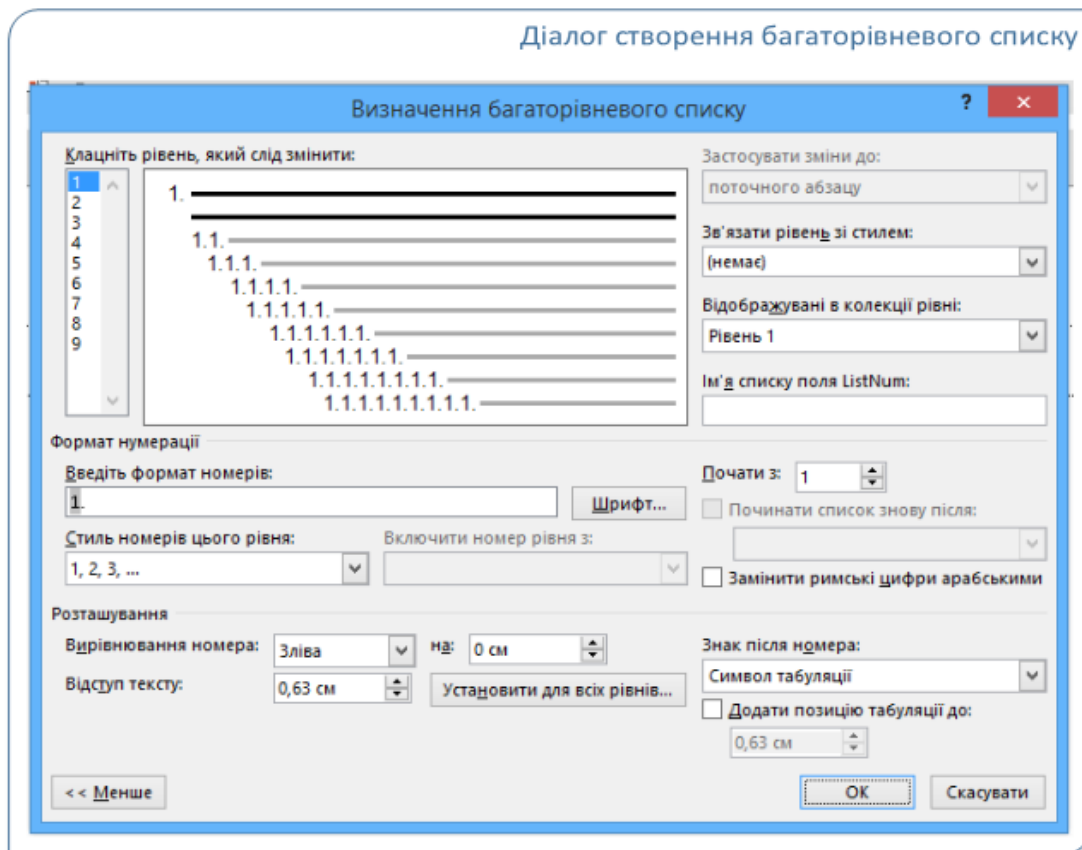 Діалог створення багаторівневого списку
Визначення багаторівневого списку
?
Клацніть рівень, який слід змінити:
1
2
3
4
5
6
7
8
9
1.
1.1.
1.1.1.
1.1.1.1.
1.1.1.1.1.
1.1.1.1.1.1.
1.1.1.1.1.1.1.
1.1.1.1.1.1.1.1.
1.1.1.1.1.1.1.1.1.
Застосувати зміни до:
поточного абзацу
Зв'язати рівень зі стилем:
(немає)
Відображувані в колекції рівні:
Рівень 1
Ім'я списку поля ListNum:
Формат нумерації
Введіть формат номерів:
1.
Шрифт...
Стиль номерів цього рівня:
1, 2, 3, ...
Включити номер рівня з:
Почати з: 1
Починати список знову після:
Замінити римські цифри арабськими
Розташування
Вирівнювання номера: Зліва на: 0 см
Відступ тексту: 0,63 см Установити для всіх рівнів...
Знак після номера:
Символ табуляції
Додати позицію табуляції до:
0,63 см
<< Менше
ОК Скасувати